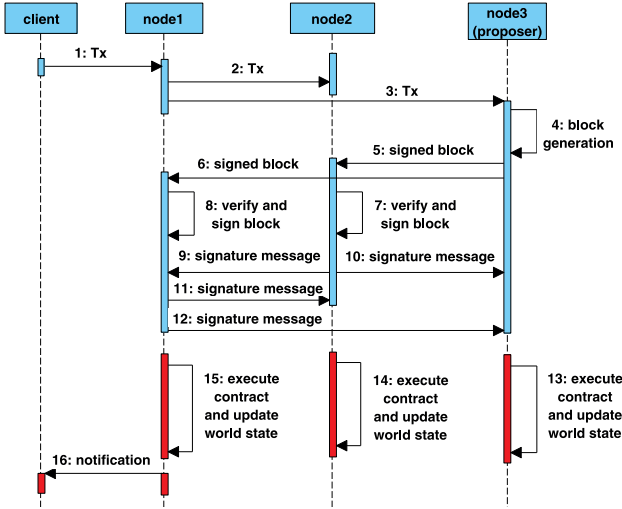 client
node1
node2
node3
(proposer)
1: Tx
2: Tx
3: Tx
4: block
generation
5: signed block
6: signed block
8: verify and
sign block
7: verify and
sign block
9: signature message
10: signature message
11: signature message
12: signature message
15: execute
contract
and update
world state
14: execute
contract
and update
world state
13: execute
contract
and update
world state
16: notification